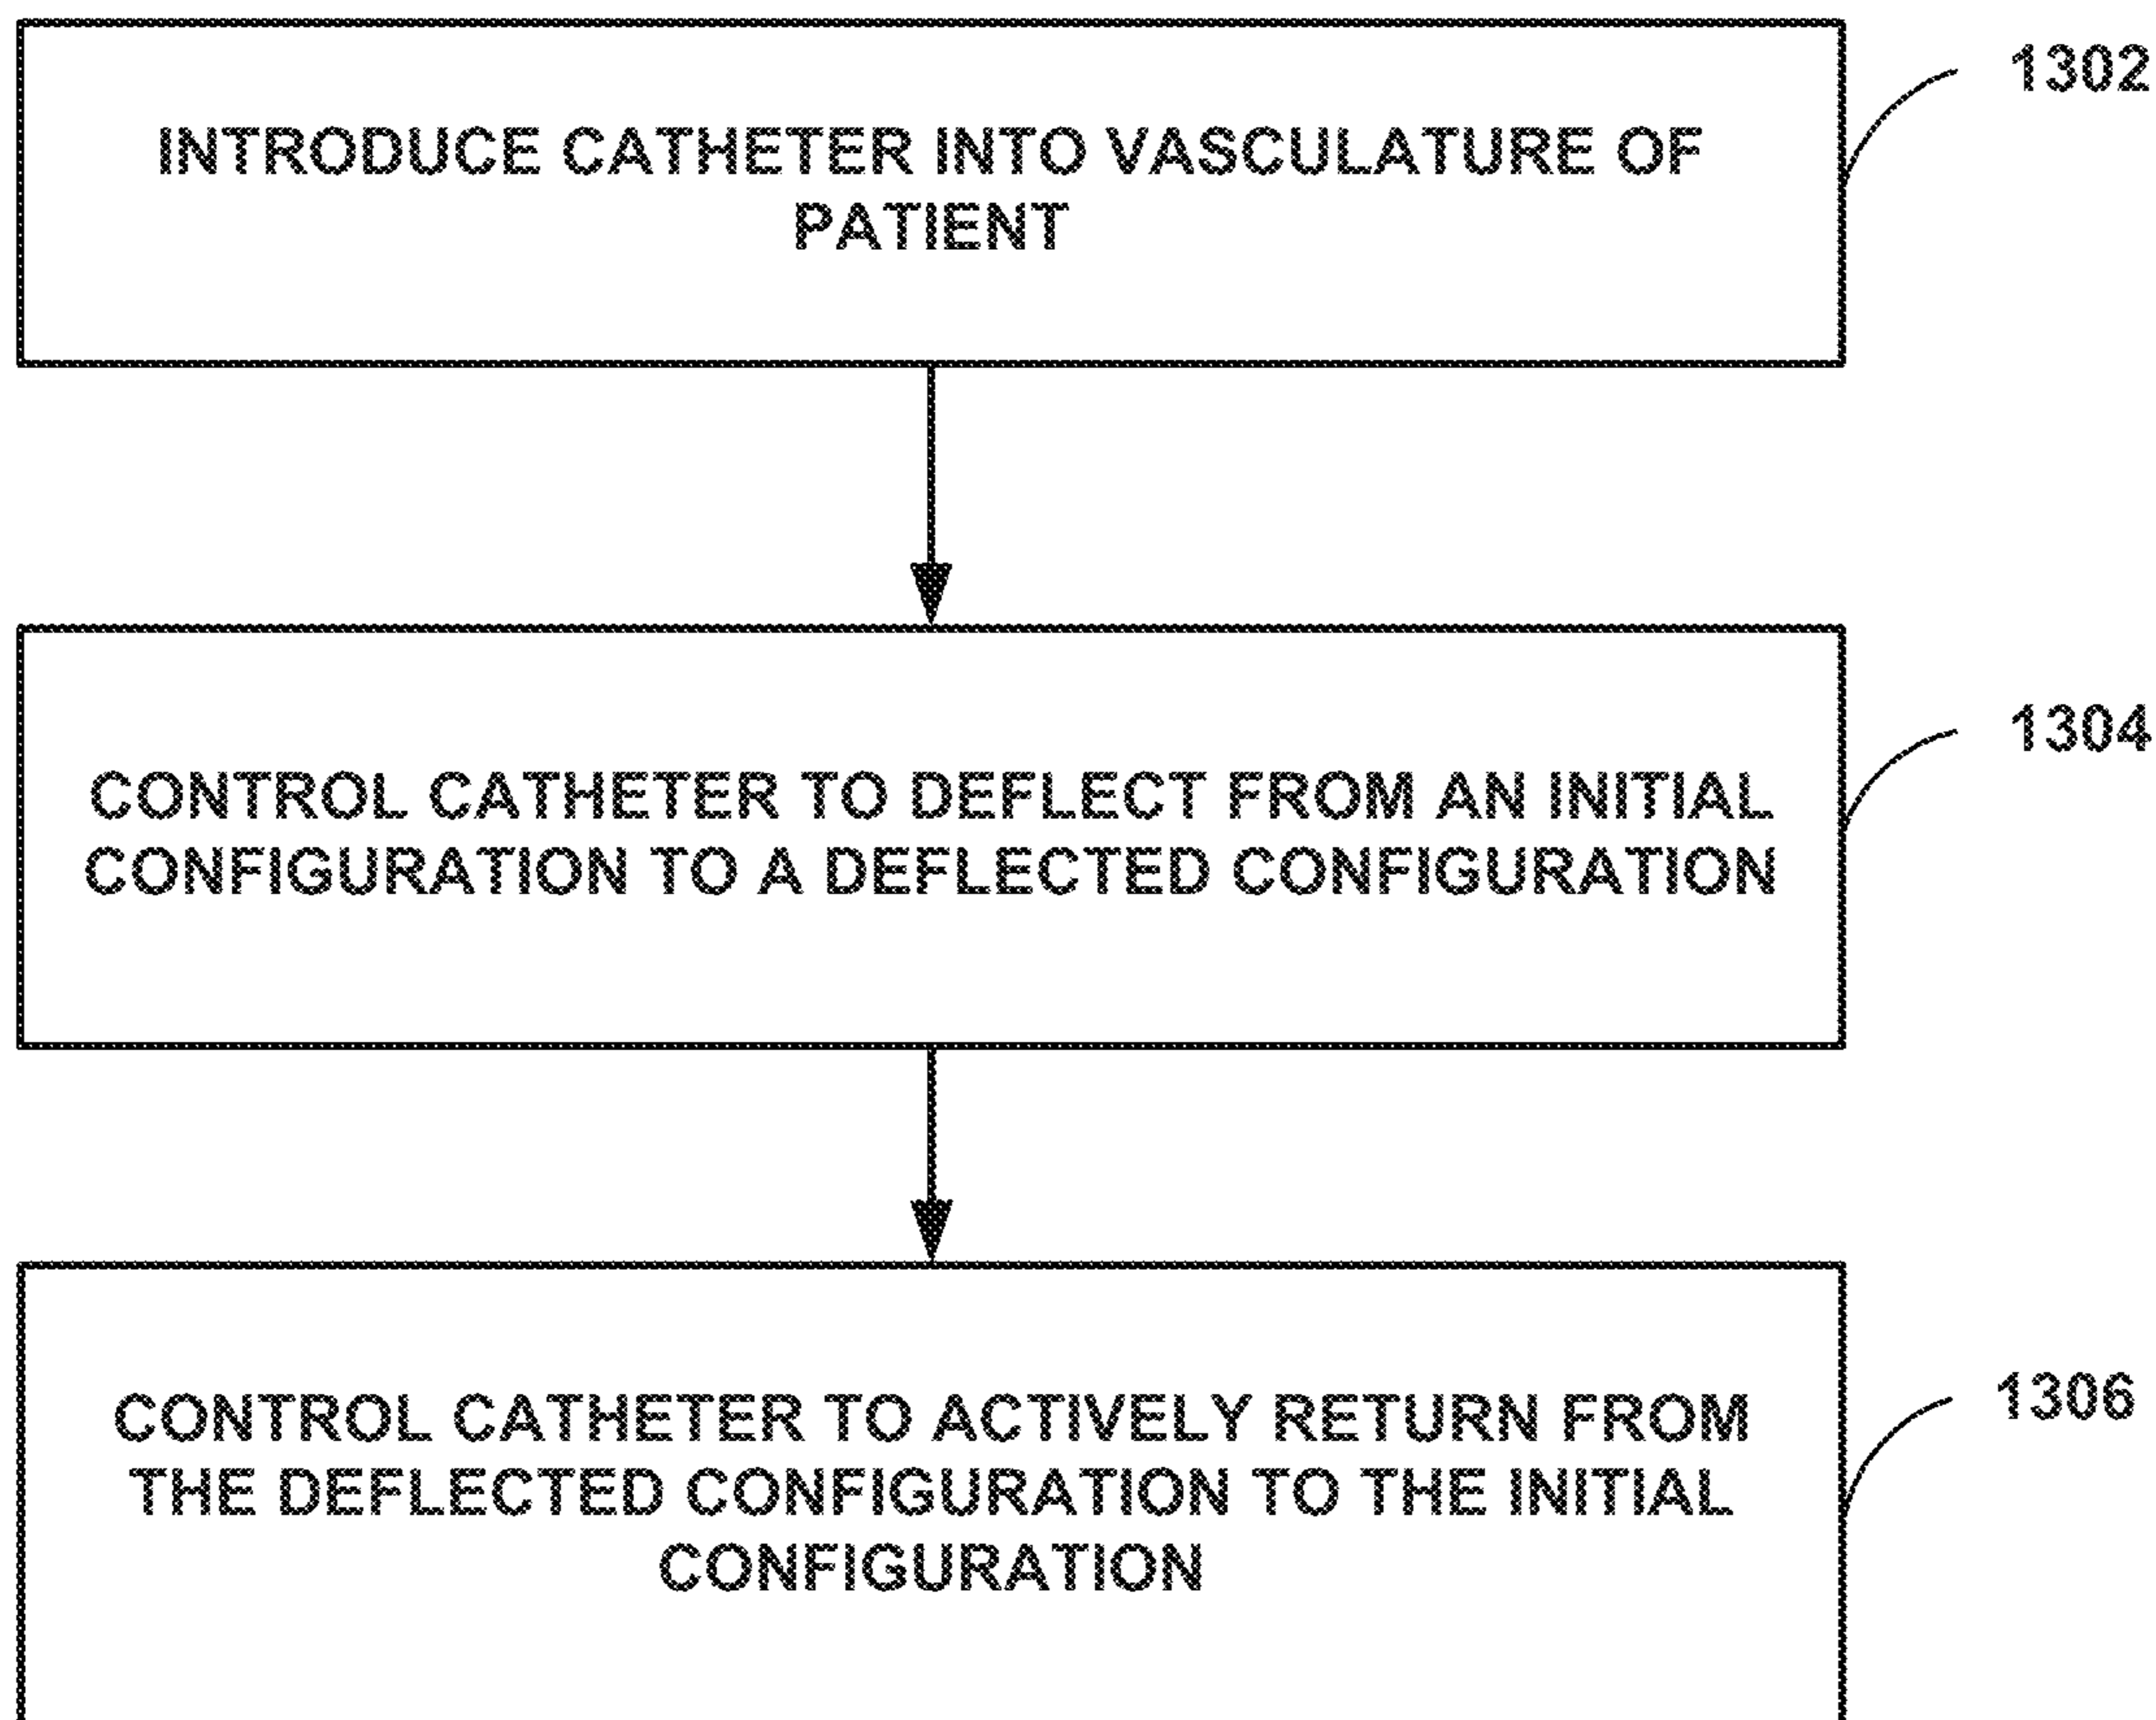 1302
INTRODUCE CATHETER INTO VASCULATURE OF
PATIENT
1304
CONTROL CATHETER TO DEFLECT FROM AN INITIAL
CONFIGURATION TO A DEFLECTED CONFIGURATION
1306
CONTROL CATHETER TO ACTIVELY RETURN FROM
THE DEFLECTED CONFIGURATION TO THE INITIAL
CONFIGURATION